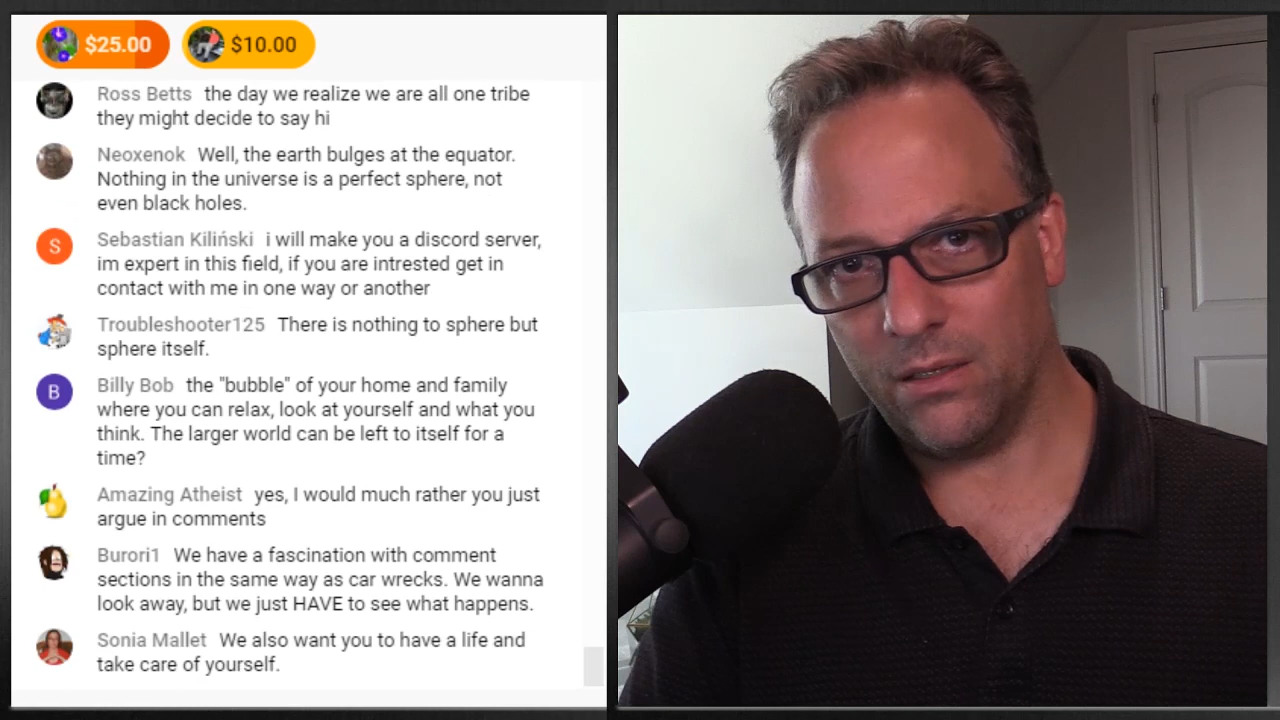 $25.00 $10.00
Ross Betts the day we realize we are all one tribe
they might decide to say hi
Neoxenok Well, the earth bulges at the equator.
Nothing in the universe is a perfect sphere, not
even black holes.
S Sebastian Kiliński i will make you a discord server,
im expert in this field, if you are intrested get in
contact with me in one way or another
Troubleshooter125 There is nothing to sphere but
sphere itself.
B Billy Bob the "bubble" of your home and family
where you can relax, look at yourself and what you
think. The larger world can be left to itself for a
time?
Amazing Atheist yes, I would much rather you just
argue in comments
Burori1 We have a fascination with comment
sections in the same way as car wrecks. We wanna
look away, but we just HAVE to see what happens.
Sonia Mallet We also want you to have a life and
take care of yourself.